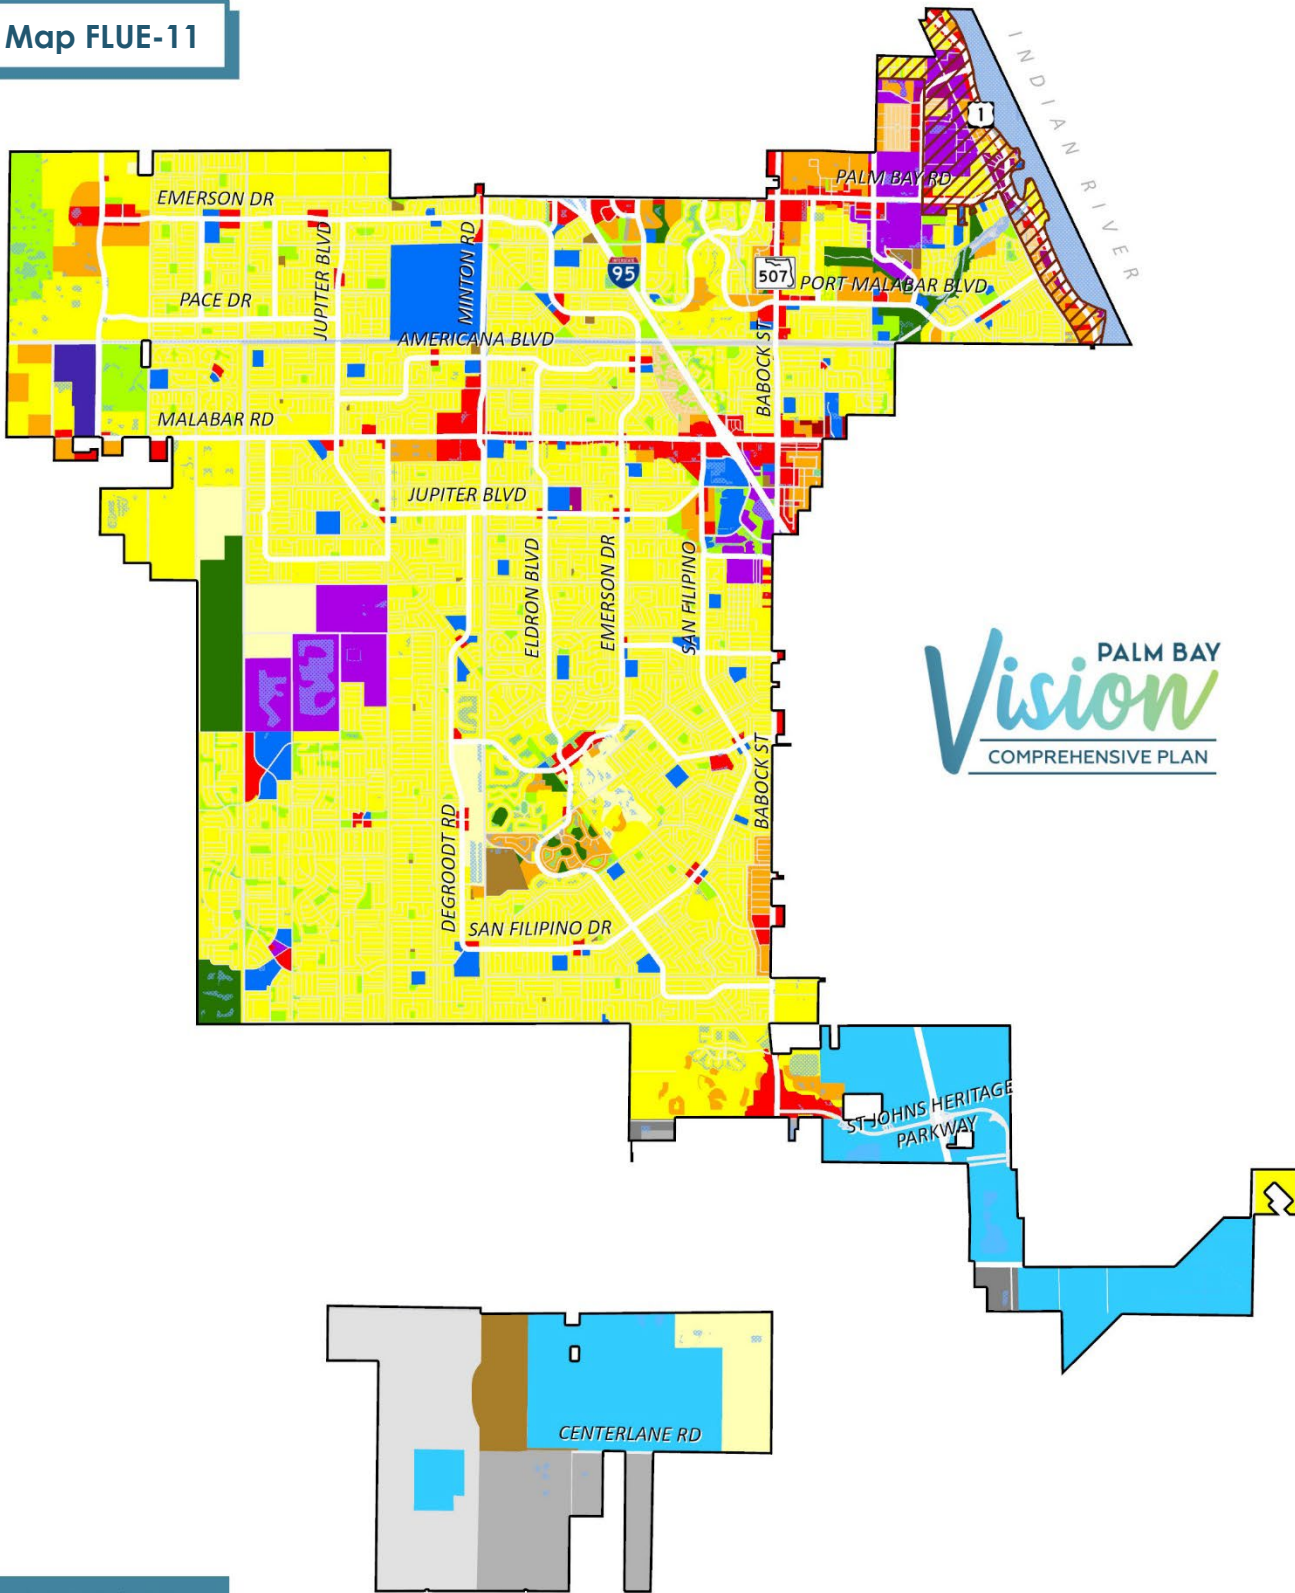 Map FLUE-11
INDIAN RIVER
1
PALM BAY RD
EMERSON DR
JUPITER BLVD
MINTON RD
95
507
PORT MALABAR BLVD
PACE DR
AMERICANA BLVD
BABOCK ST
MALABAR RD
JUPITER BLVD
ELDRON BLVD
EMERSON DR
SAN FILIPINO
PALM BAY
Vision
COMPREHENSIVE PLAN
BABOCK ST
DEGROODT RD
SAN FILIPINO DR
ST JOHNS HERITAGE
PARKWAY
CENTERLANE RD